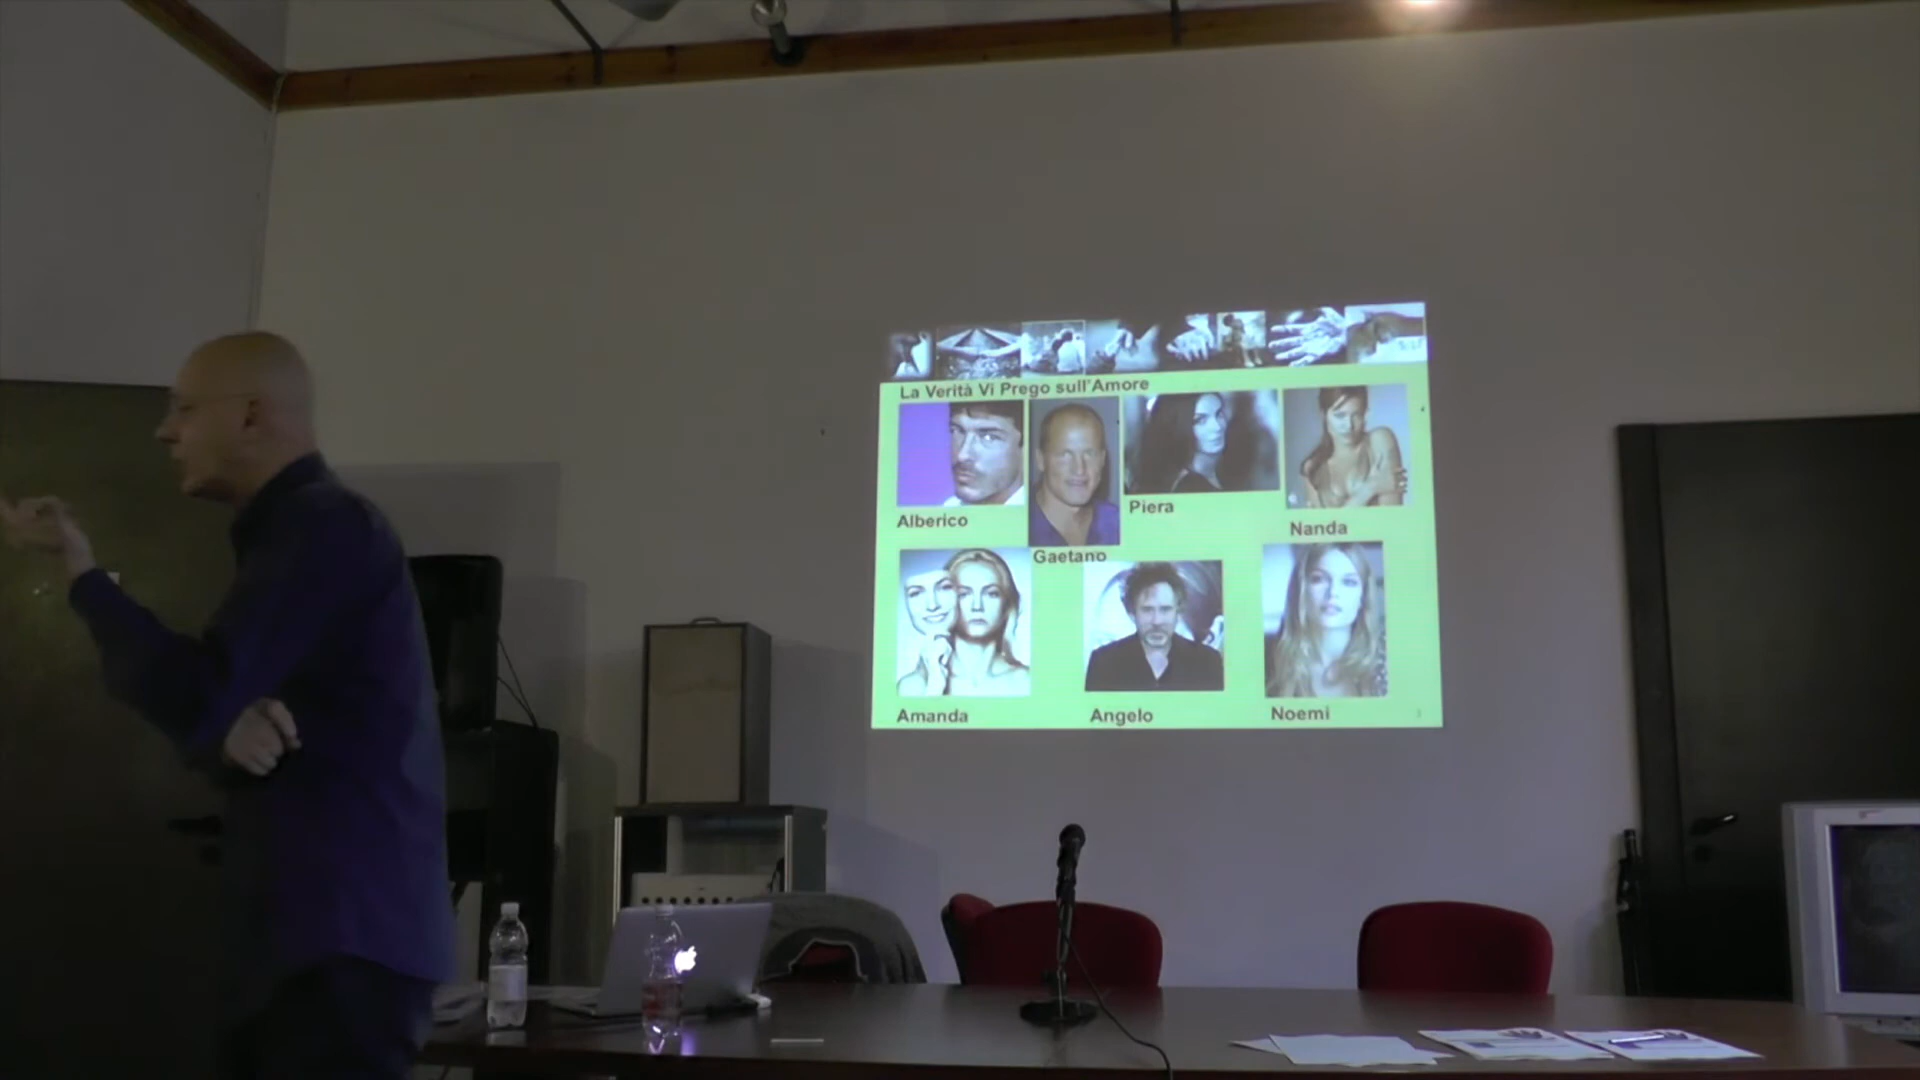 La Verità Vi Prego sull'Amore
Alberico
Gaetano
Piera
Nanda
Amanda
Angelo
Noemi